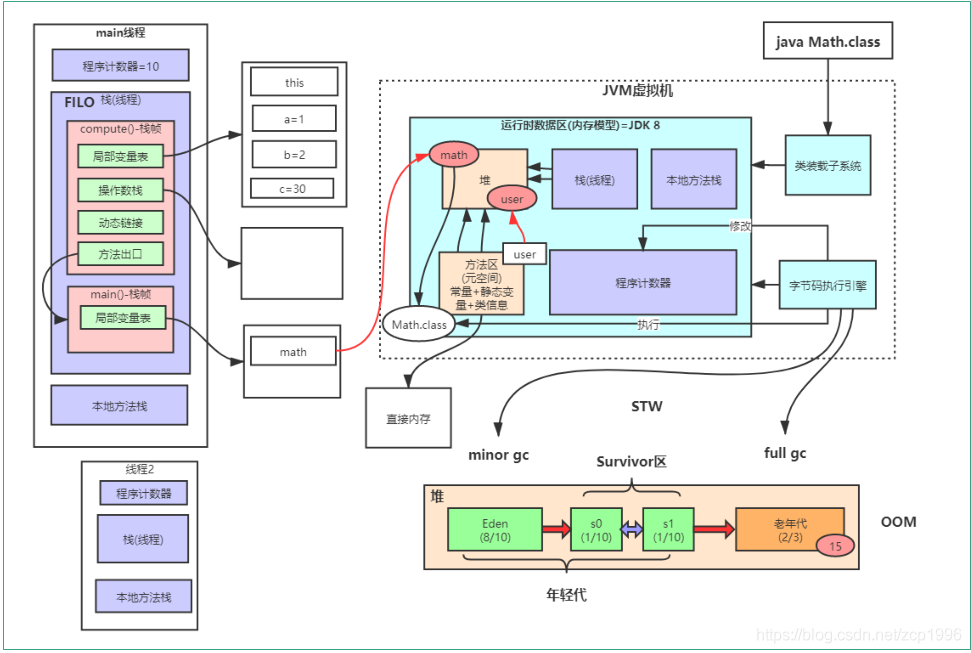 main线程
程序计数器=10
FILO 栈(线程)
compute()-栈帧
局部变量表
操作数栈
动态链接
方法出口
main()-栈帧
局部变量表
本地方法栈
线程2
程序计数器
栈(线程)
本地方法栈
this
a=1
b=2
c=30
math
java Math.class
JVM虚拟机
运行时数据区(内存模型)=JDK 8
math
堆
user
栈(线程)
本地方法栈
类装载子系统
修改
user
方法区
(元空间)
常量+静态变
量+类信息
程序计数器
字节码执行引擎
Math.class
执行
直接内存
STW
minor gc
full gc
Survivor区
堆
Eden
(8/10)
s0
(1/10)
s1
(1/10)
老年代
(2/3)
15
OOM
年轻代
https://blog.csdn.net/zcp1996